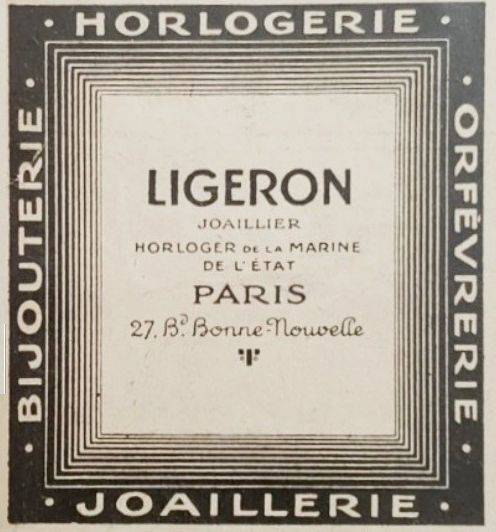 · HORLOGERIE ·
· BIJOUTERIE ·
· ORFÈVRERIE ·
LIGERON
JOAILLIER
HORLOGER DE LA MARINE
DE L'ÉTAT
PARIS
27, Bd. Bonne-Nouvelle
· JOAILLERIE ·